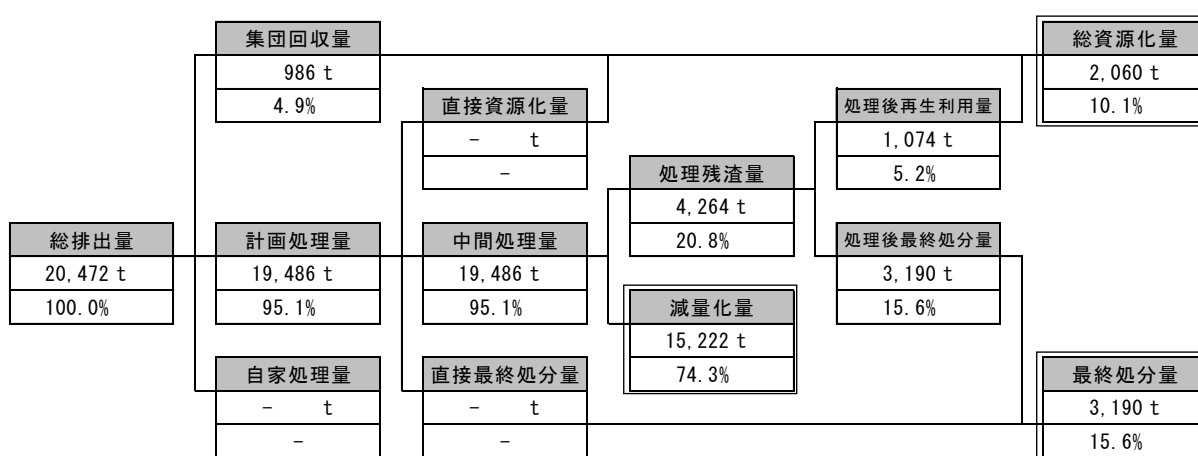 集団回収量
986 t
4.9%
総資源化量
2,060 t
10.1%
直接資源化量
－ t
－
処理後再生利用量
1,074 t
5.2%
処理残渣量
4,264 t
20.8%
総排出量
20,472 t
100.0%
計画処理量
19,486 t
95.1%
中間処理量
19,486 t
95.1%
処理後最終処分量
3,190 t
15.6%
減量化量
15,222 t
74.3%
自家処理量
－ t
－
直接最終処分量
－ t
－
最終処分量
3,190 t
15.6%